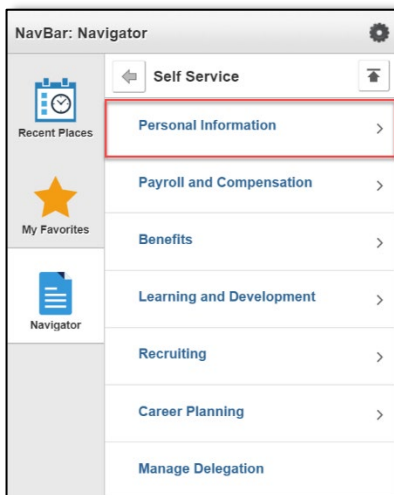 NavBar: Navigator
Self Service
Recent Places
Personal Information
Payroll and Compensation
My Favorites
Benefits
Learning and Development
Navigator
Recruiting
Career Planning
Manage Delegation